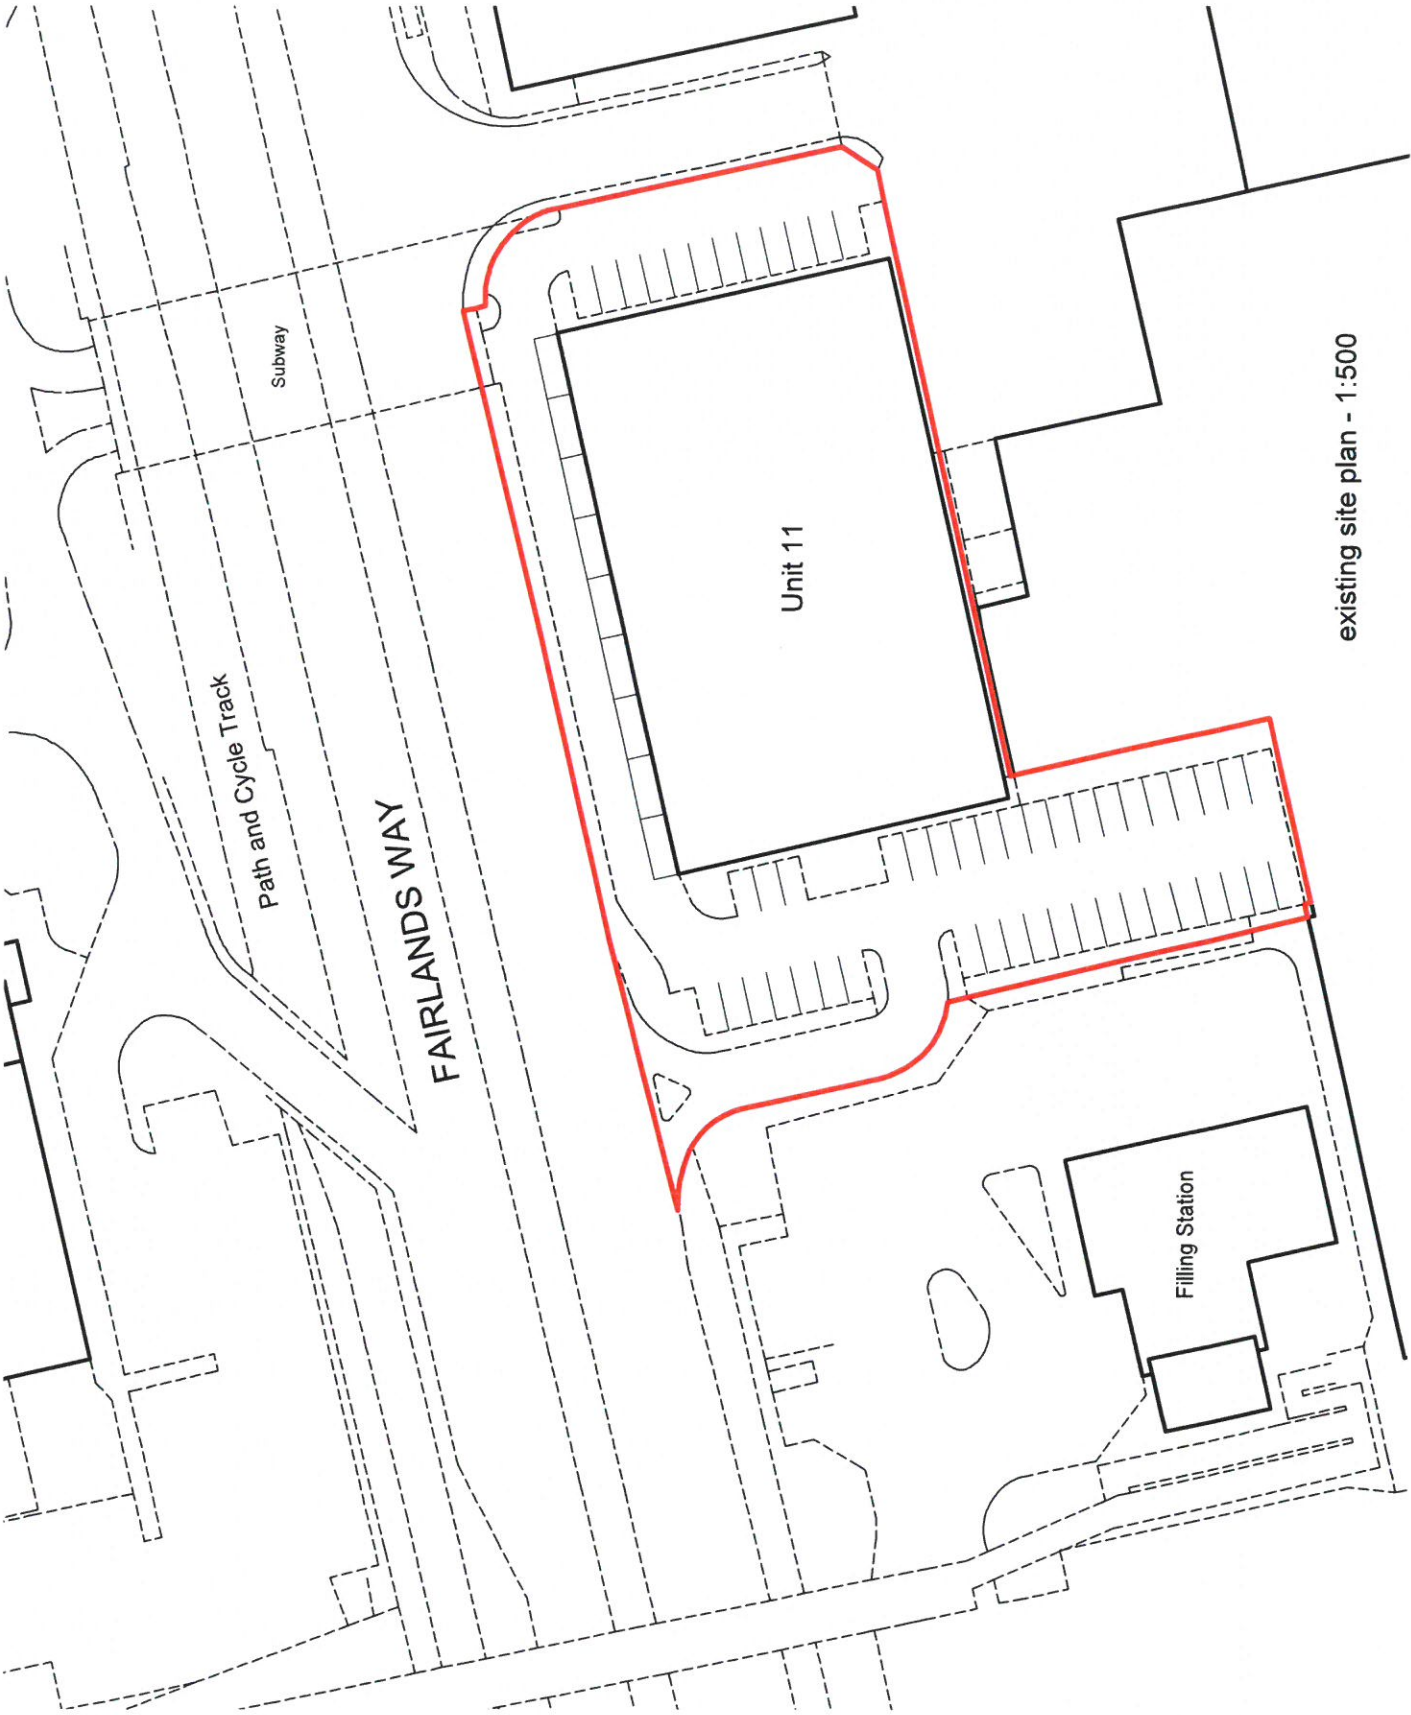 Subway
Path and Cycle Track
FAIRLANDS WAY
Unit 11
Filling Station
existing site plan - 1:500